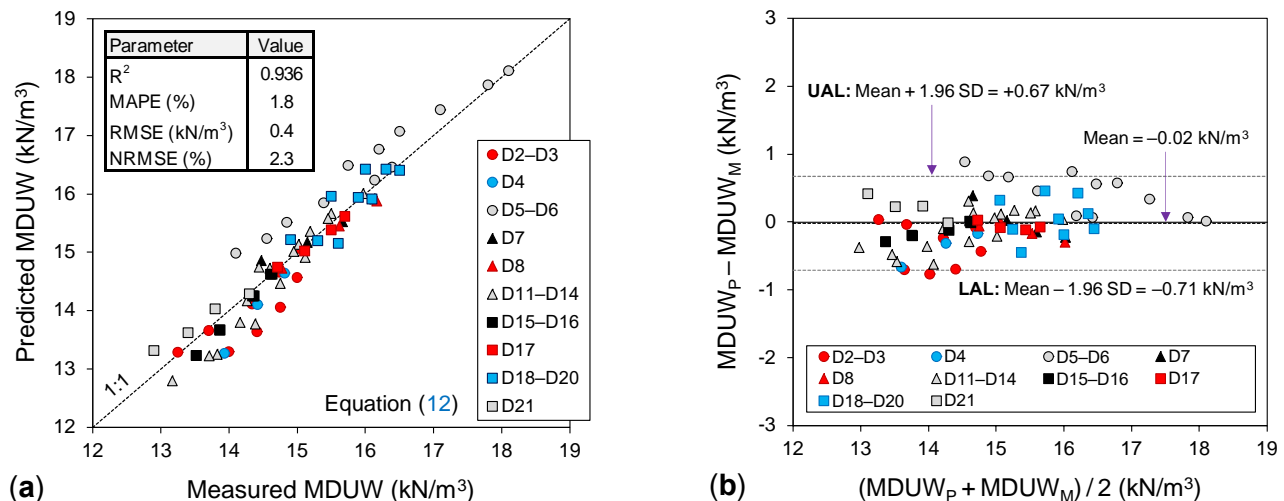 Parameter Value
R² 0.936
MAPE (%) 1.8
RMSE (kN/m³) 0.4
NRMSE (%) 2.3
D2–D3
D4
D5–D6
D7
D8
D11–D14
D15–D16
D17
D18–D20
D21
1:1
Equation (12)
19
18
17
16
15
14
13
12
12 13 14 15 16 17 18 19
Predicted MDUW (kN/m³)
Measured MDUW (kN/m³)
(a)
UAL: Mean + 1.96 SD = +0.67 kN/m³
Mean = –0.02 kN/m³
LAL: Mean – 1.96 SD = –0.71 kN/m³
D2–D3 D4 D5–D6 D7
D8 D11–D14 D15–D16 D17
D18–D20 D21
3
2
1
0
-1
-2
-3
12 13 14 15 16 17 18 19
MDUWP – MDUWM (kN/m³)
(MDUWP + MDUWM) / 2 (kN/m³)
(b)